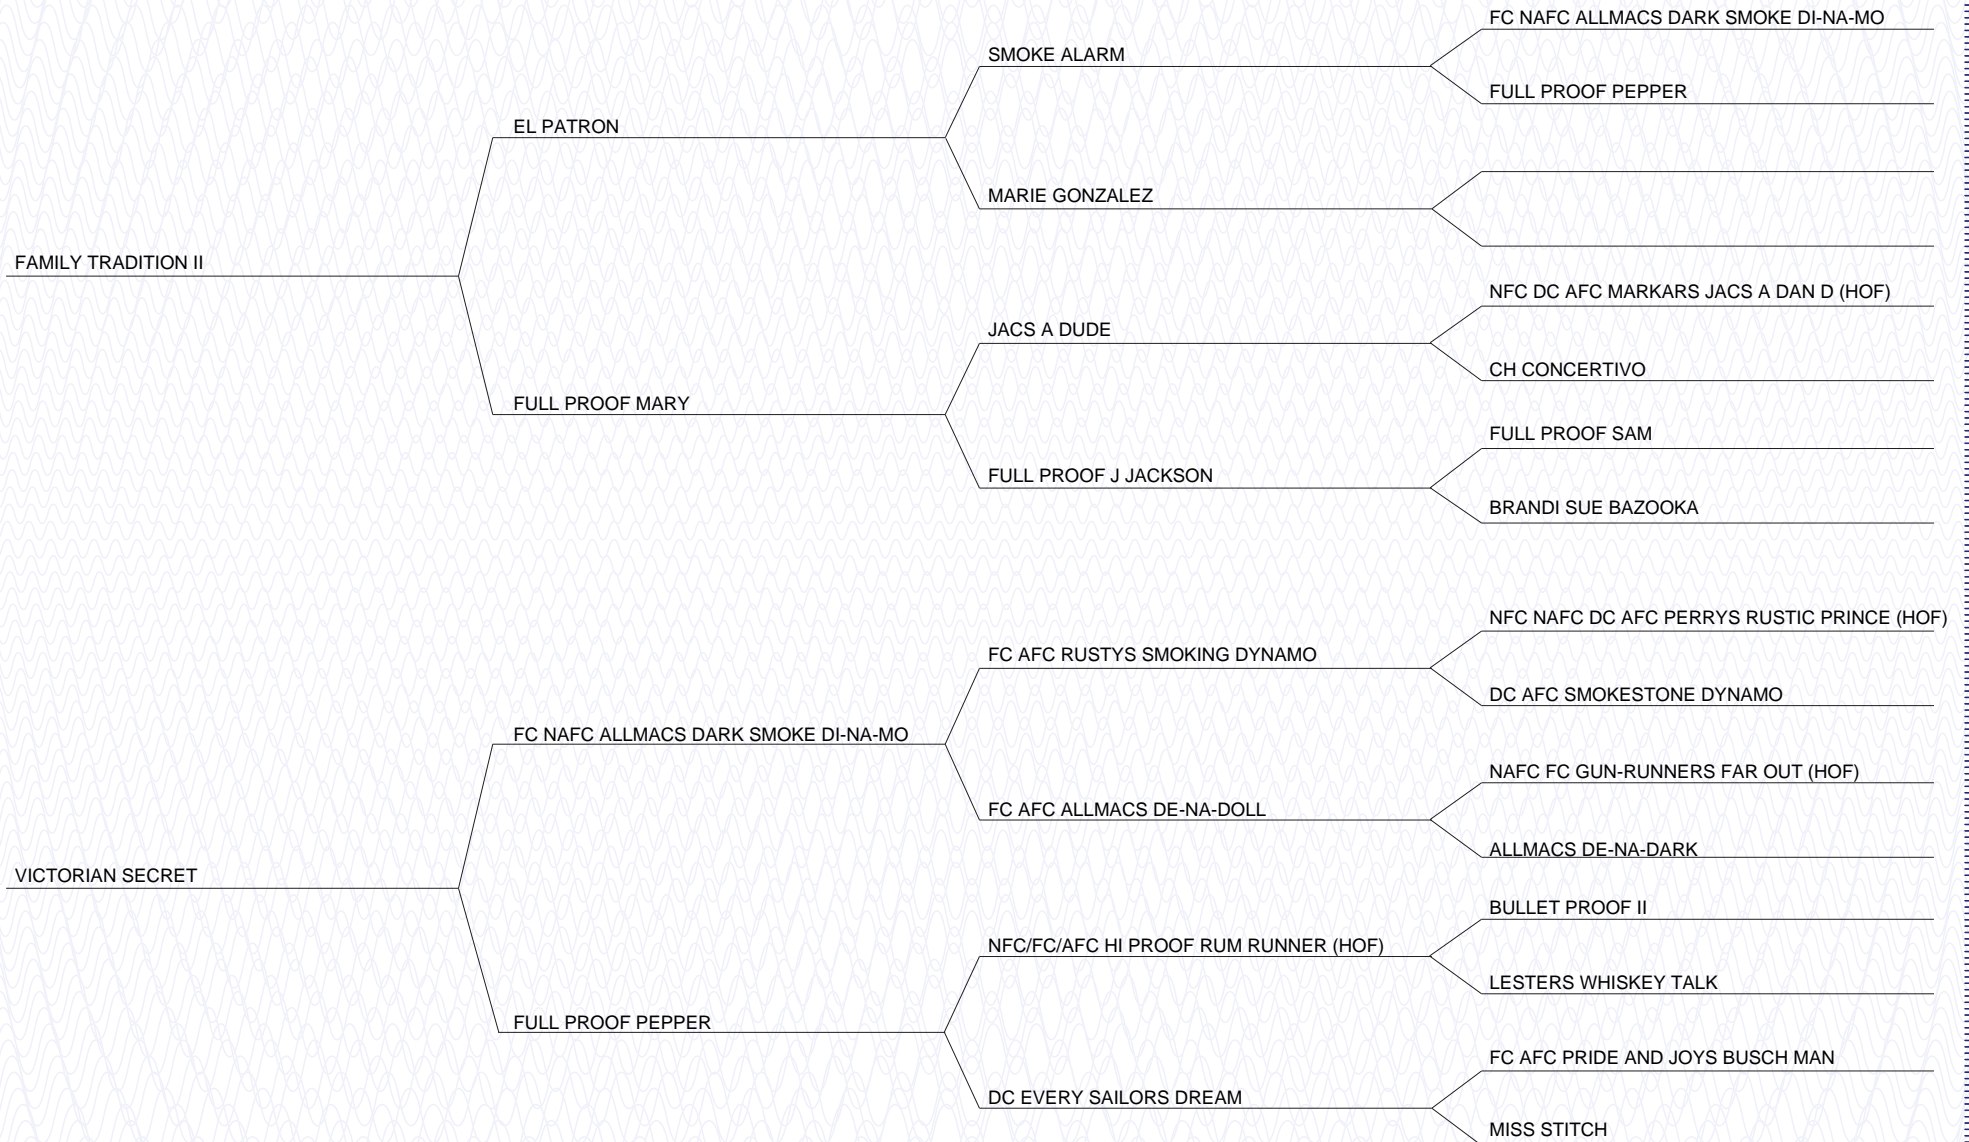 FC NAFC ALLMACS DARK SMOKE DI-NA-MO
SMOKE ALARM
FULL PROOF PEPPER
EL PATRON
MARIE GONZALEZ
FAMILY TRADITION II
NFC DC AFC MARKARS JACS A DAN D (HOF)
JACS A DUDE
CH CONCERTIVO
FULL PROOF MARY
FULL PROOF SAM
FULL PROOF J JACKSON
BRANDI SUE BAZOOKA
NFC NAFC DC AFC PERRYS RUSTIC PRINCE (HOF)
FC AFC RUSTYS SMOKING DYNAMO
DC AFC SMOKESTONE DYNAMO
FC NAFC ALLMACS DARK SMOKE DI-NA-MO
NAFC FC GUN-RUNNERS FAR OUT (HOF)
FC AFC ALLMACS DE-NA-DOLL
ALLMACS DE-NA-DARK
VICTORIAN SECRET
BULLET PROOF II
NFC/FC/AFC HI PROOF RUM RUNNER (HOF)
LESTERS WHISKEY TALK
FULL PROOF PEPPER
FC AFC PRIDE AND JOYS BUSCH MAN
DC EVERY SAILORS DREAM
MISS STITCH